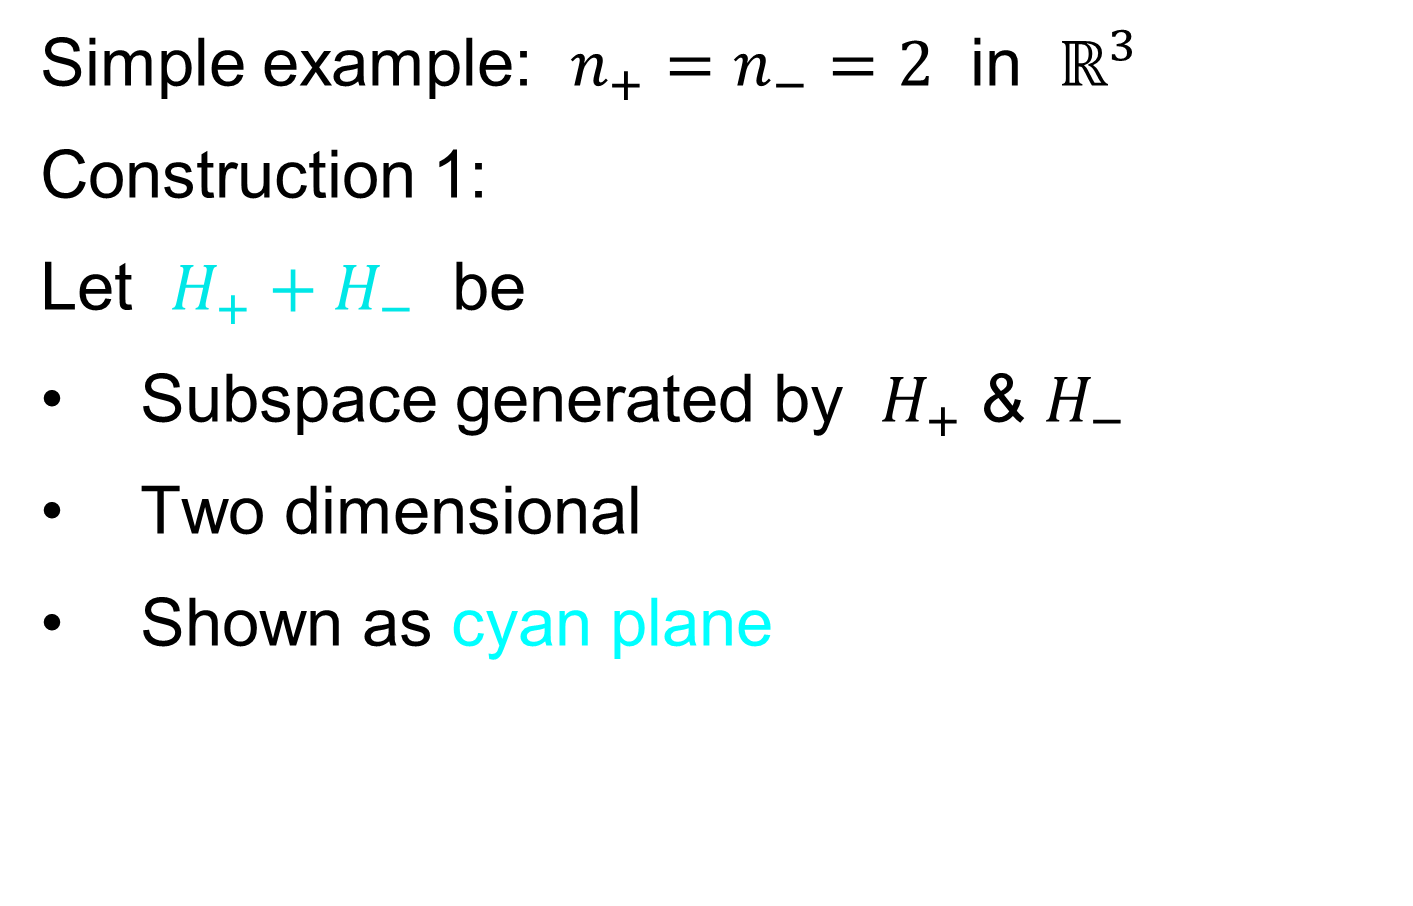 Simple example: n₊ = n₋ = 2 in ℝ³
Construction 1:
Let H₊ + H₋ be
• Subspace generated by H₊ & H₋
• Two dimensional
• Shown as cyan plane